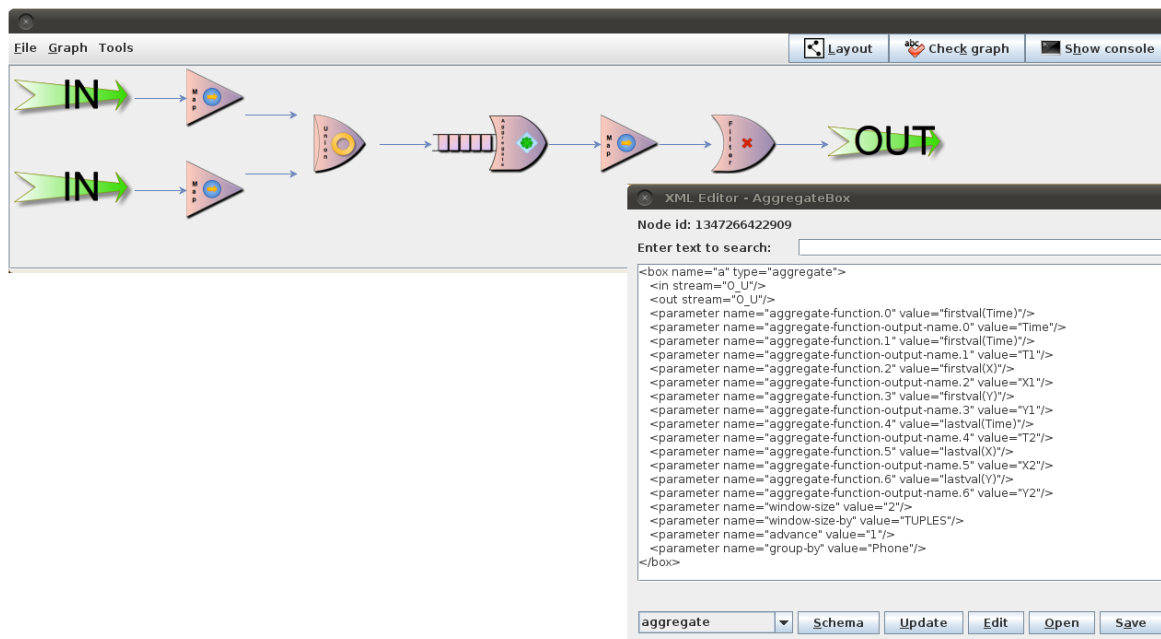 File Graph Tools
Layout
abc Check graph
Show console
IN
Map
IN
Map
Union
Aggregate
Map
Filter
OUT
XML Editor - AggregateBox
Node id: 1347266422909
Enter text to search:
<box name="a" type="aggregate">
<in stream="O_U"/>
<out stream="O_U"/>
<parameter name="aggregate-function.0" value="firstval(Time)"/>
<parameter name="aggregate-function-output-name.0" value="Time"/>
<parameter name="aggregate-function.1" value="firstval(Time)"/>
<parameter name="aggregate-function-output-name.1" value="T1"/>
<parameter name="aggregate-function.2" value="firstval(X)"/>
<parameter name="aggregate-function-output-name.2" value="X1"/>
<parameter name="aggregate-function.3" value="firstval(Y)"/>
<parameter name="aggregate-function-output-name.3" value="Y1"/>
<parameter name="aggregate-function.4" value="lastval(Time)"/>
<parameter name="aggregate-function-output-name.4" value="T2"/>
<parameter name="aggregate-function.5" value="lastval(X)"/>
<parameter name="aggregate-function-output-name.5" value="X2"/>
<parameter name="aggregate-function.6" value="lastval(Y)"/>
<parameter name="aggregate-function-output-name.6" value="Y2"/>
<parameter name="window-size" value="2"/>
<parameter name="window-size-by" value="TUPLES"/>
<parameter name="advance" value="1"/>
<parameter name="group-by" value="Phone"/>
</box>
aggregate
Schema
Update
Edit
Open
Save